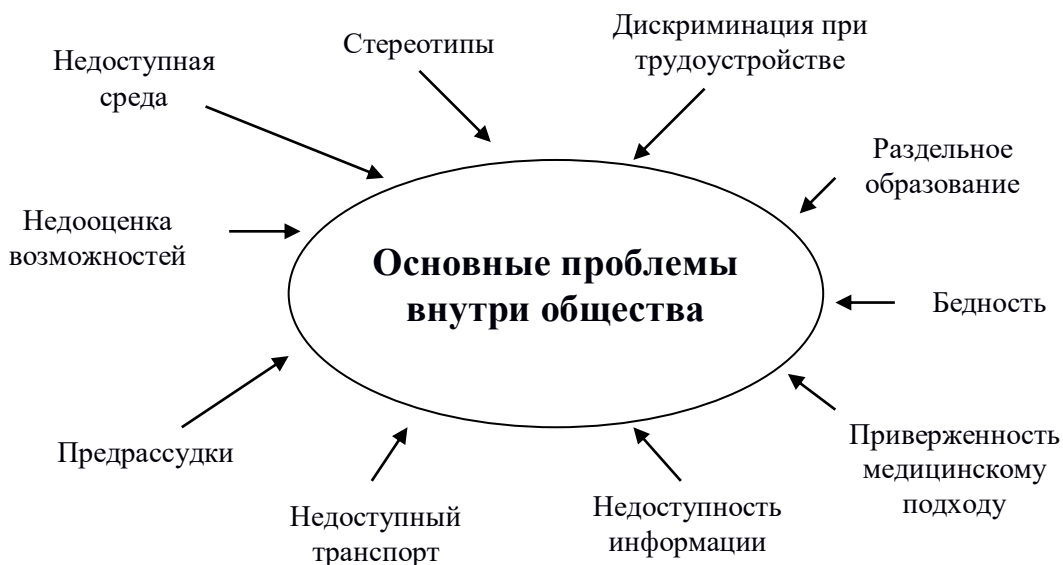 Стереотипы
Дискриминация при
трудоустройстве
Недоступная
среда
Раздельное
образование
Недооценка
возможностей
Основные проблемы
внутри общества
Бедность
Предрассудки
Приверженность
медицинскому
подходу
Недоступный
транспорт
Недоступность
информации